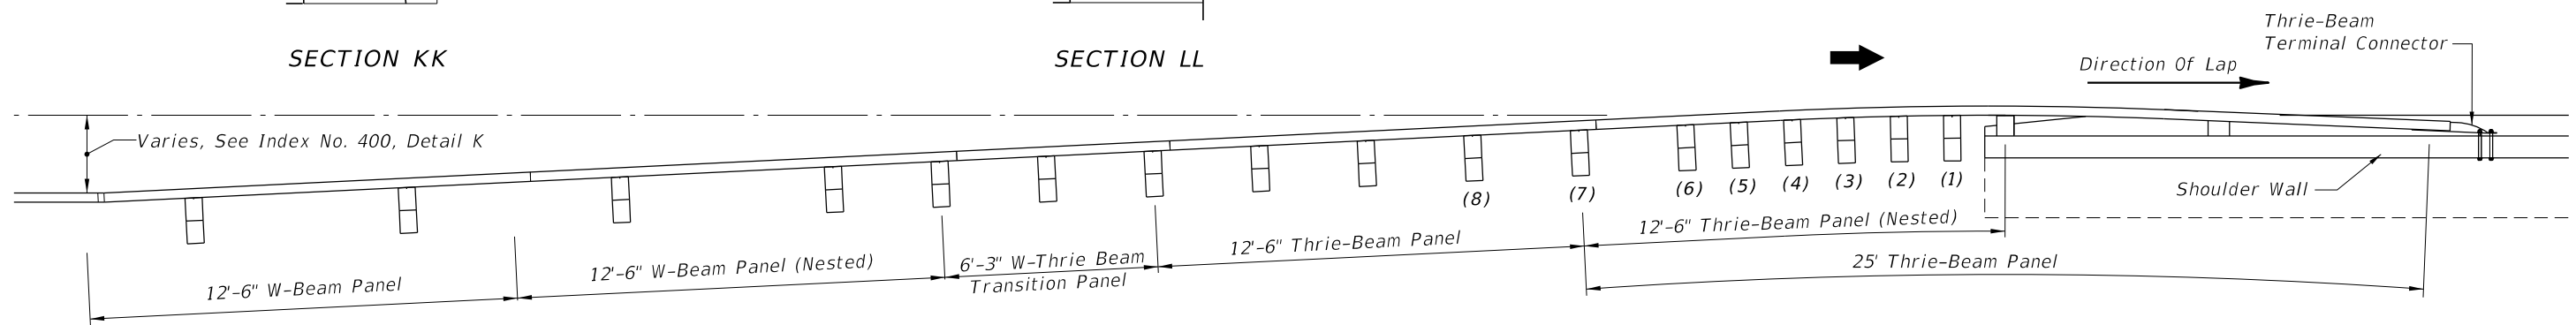 SECTION KK
SECTION LL
Thrie-Beam
Terminal Connector
Direction Of Lap
Varies, See Index No. 400, Detail K
(8)
(7)
(6)
(5)
(4)
(3)
(2)
(1)
Shoulder Wall
12'-6" W-Beam Panel
12'-6" W-Beam Panel (Nested)
6'-3" W-Thrie Beam
Transition Panel
12'-6" Thrie-Beam Panel
12'-6" Thrie-Beam Panel (Nested)
25' Thrie-Beam Panel